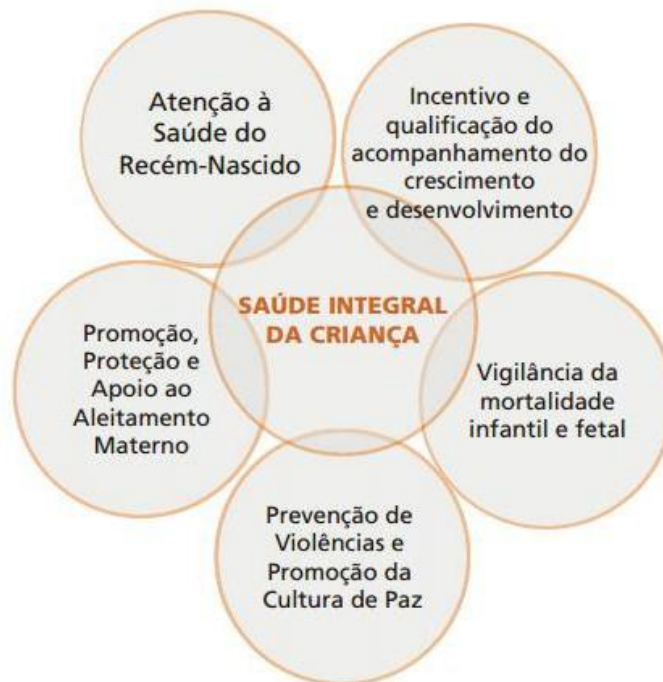 Atenção à
Saúde do
Recém-Nascido
Incentivo e
qualificação do
acompanhamento do
crescimento
e desenvolvimento
SAÚDE INTEGRAL
DA CRIANÇA
Promoção,
Proteção e
Apoio ao
Aleitamento
Materno
Vigilância da
mortalidade
infantil e fetal
Prevenção de
Violências e
Promoção da
Cultura de Paz